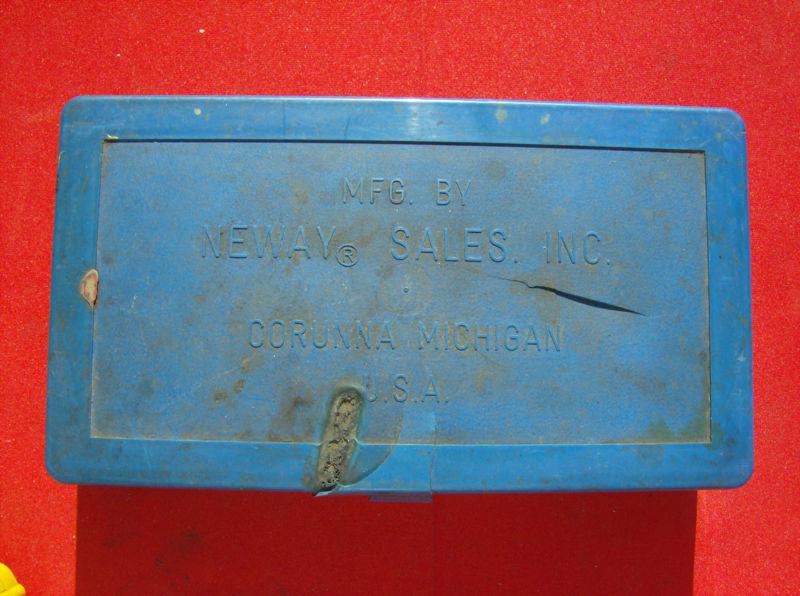 MFG. BY
NEWAY® SALES. INC.
CORUNNA MICHIGAN
U.S.A.